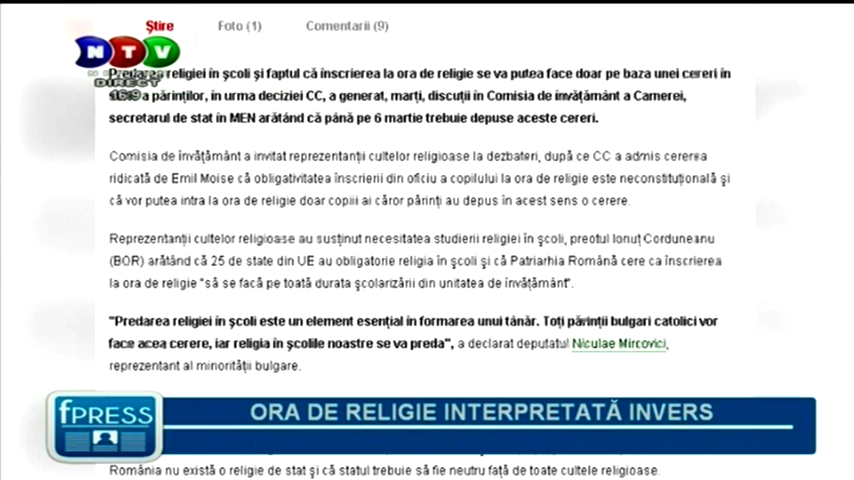 Știre Foto (1) Comentarii (9)
NTV
DIRECT
Predarea religiei în școli și faptul că înscrierea la ora de religie se va putea face doar pe baza unei cereri în
a părinților, în urma deciziei CC, a generat, marți, discuții în Comisia de învățământ a Camerei,
secretarul de stat în MEN arătând că până pe 6 martie trebuie depuse aceste cereri.
Comisia de învățământ a invitat reprezentanții cultelor religioase la dezbateri, după ce CC a admis cererea
ridicată de Emil Moise că obligativitatea înscrierii din oficiu a copilului la ora de religie este neconstituțională și
că vor putea intra la ora de religie doar copiii ai căror părinți au depus în acest sens o cerere.
Reprezentanții cultelor religioase au susținut necesitatea studierii religiei în școli, preotul Ionuț Corduneanu
(BOR) arătând că 25 de state din UE au obligatorie religia în școli și că Patriarhia Română cere ca înscrierea
la ora de religie "să se facă pe toată durata școlarizării din unitatea de învățământ".
"Predarea religiei în școli este un element esențial în formarea unui tânăr. Toți părinții bulgari catolici vor
face acea cerere, iar religia în școlile noastre se va preda", a declarat deputatul Niculae Mircovici,
reprezentant al minorității bulgare.
fPRESS
ORA DE RELIGIE INTERPRETATĂ INVERS
România nu există o religie de stat și că statul trebuie să fie neutru față de toate cultele religioase.